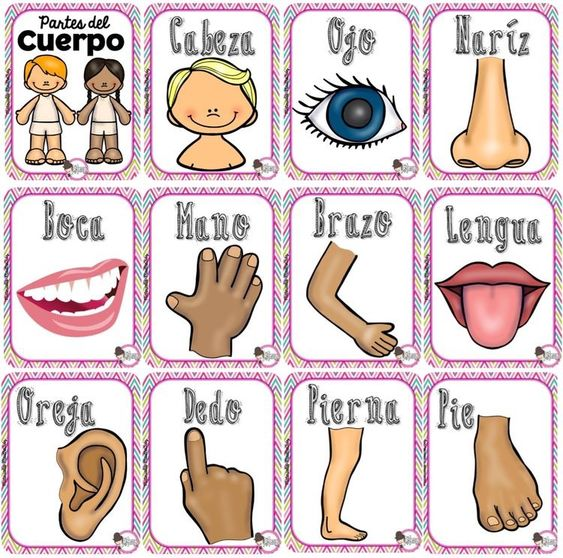 Partes del
Cuerpo
Cabeza
Ojo
Naríz
Boca
Mano
Brazo
Lengua
Oreja
Dedo
Pierna
Pie